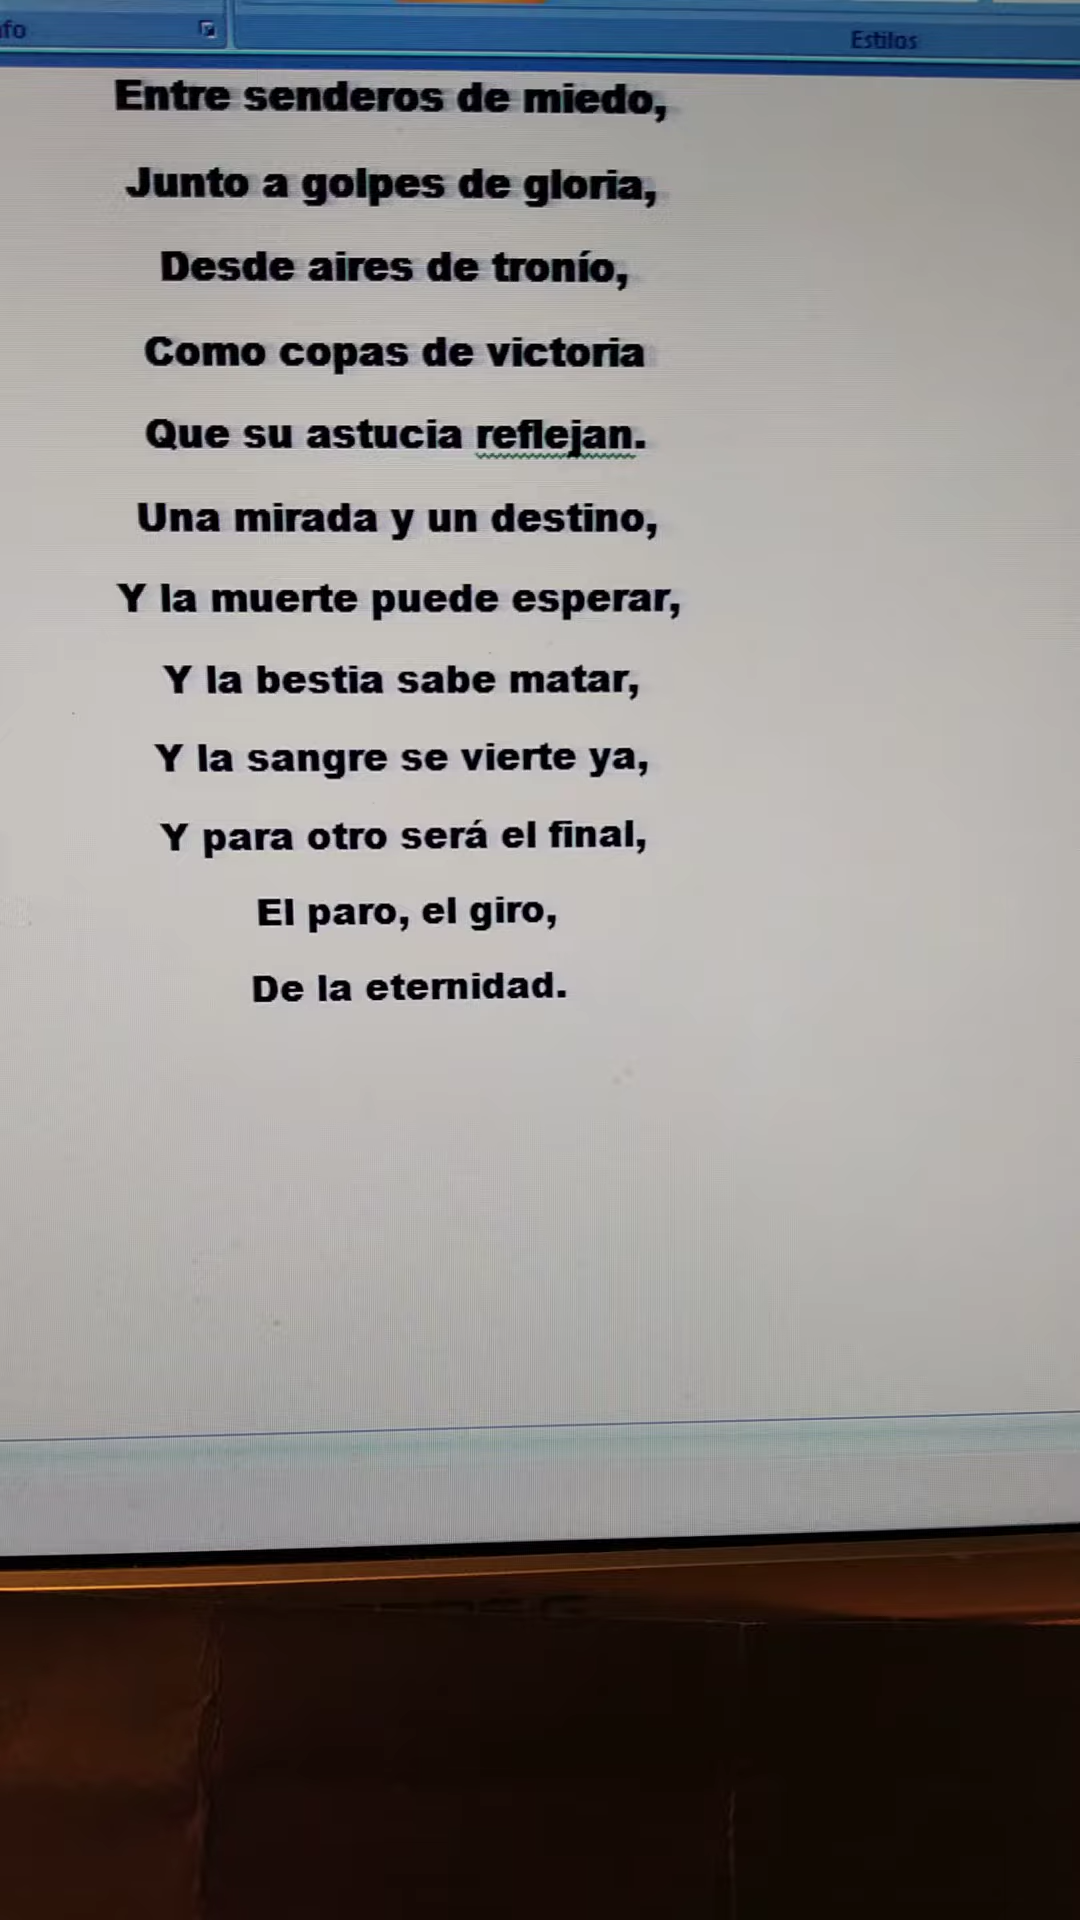 fo
Estilos
Entre senderos de miedo,
Junto a golpes de gloria,
Desde aires de tronío,
Como copas de victoria
Que su astucia reflejan.
Una mirada y un destino,
Y la muerte puede esperar,
Y la bestia sabe matar,
Y la sangre se vierte ya,
Y para otro será el final,
El paro, el giro,
De la eternidad.